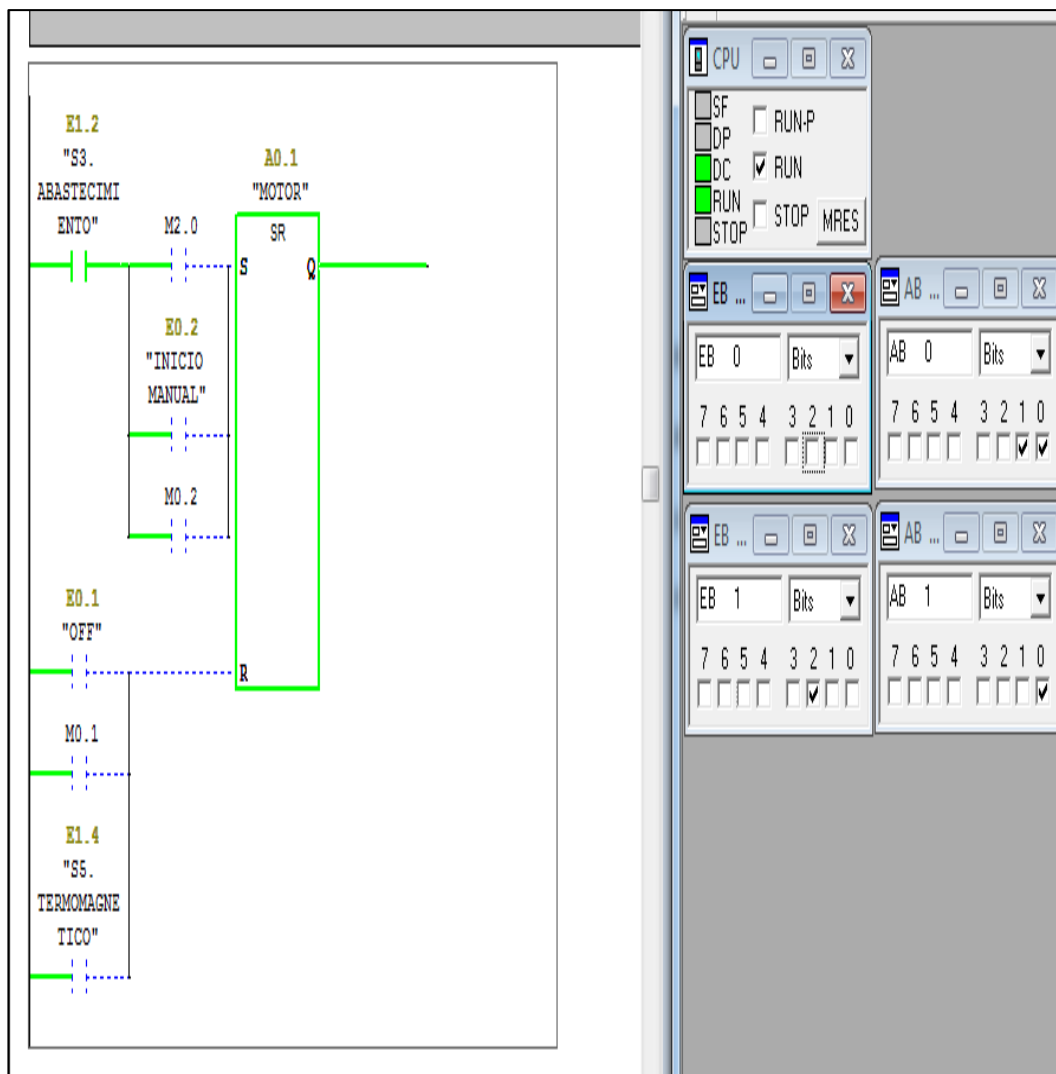 E1.2
"S3.
ABASTECIMI
ENTO"
M2.0
A0.1
"MOTOR"
SR
S
Q
E0.2
"INICIO
MANUAL"
M0.2
E0.1
"OFF"
R
M0.1
E1.4
"S5.
TERMOMAGNE
TICO"
CPU
SF
DP
DC
RUN
STOP
RUN-P
RUN
STOP
MRES
EB ...
EB 0
Bits
7 6 5 4 3 2 1 0
AB ...
AB 0
Bits
7 6 5 4 3 2 1 0
EB ...
EB 1
Bits
7 6 5 4 3 2 1 0
AB ...
AB 1
Bits
7 6 5 4 3 2 1 0